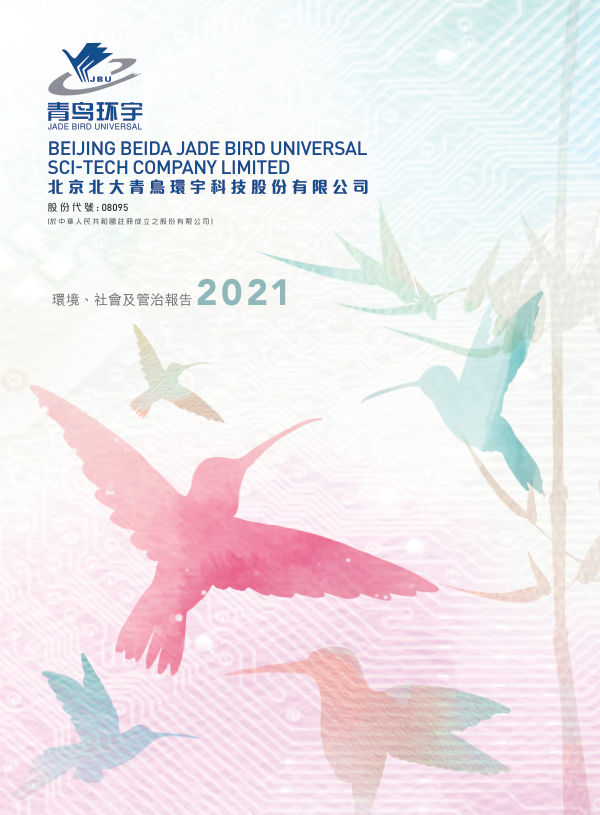 JBU
青鸟环宇
JADE BIRD UNIVERSAL
BEIJING BEIDA JADE BIRD UNIVERSAL
SCI-TECH COMPANY LIMITED
北京北大青鳥環宇科技股份有限公司
股份代號：08095
(於中華人民共和國註冊成立之股份有限公司)
環境、社會及管治報告 2021